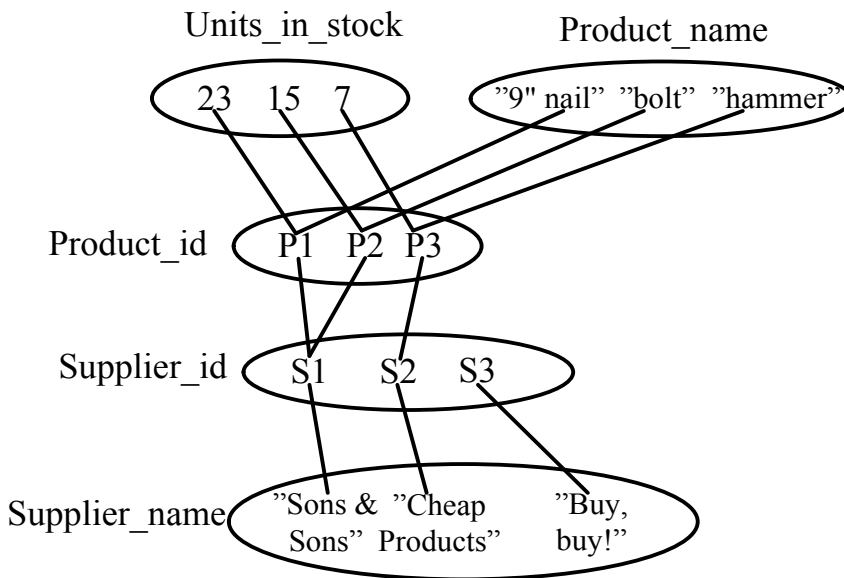 Units_in_stock
Product_name
23 15 7
”9" nail” ”bolt” ”hammer”
Product_id
P1 P2 P3
Supplier_id
S1 S2 S3
Supplier_name
”Sons &
Sons”
”Cheap
Products”
”Buy,
buy!”